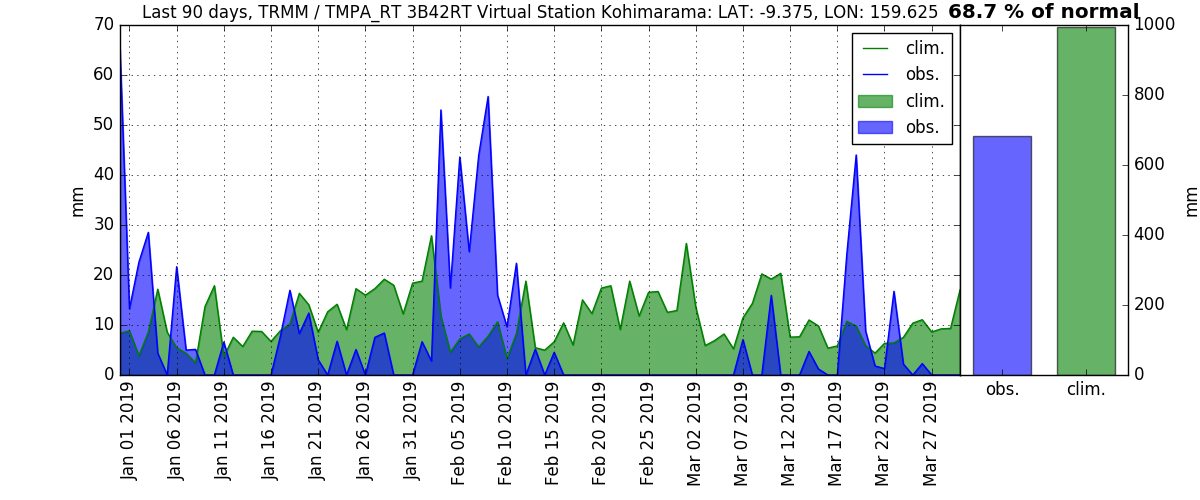 Last 90 days, TRMM / TMPA_RT 3B42RT Virtual Station Kohimarama: LAT: -9.375, LON: 159.625 68.7 % of normal
70
60
50
40
30
20
10
0
mm
clim.
obs.
clim.
obs.
1000
800
600
400
200
0
mm
obs. clim.
Jan 01 2019
Jan 06 2019
Jan 11 2019
Jan 16 2019
Jan 21 2019
Jan 26 2019
Jan 31 2019
Feb 05 2019
Feb 10 2019
Feb 15 2019
Feb 20 2019
Feb 25 2019
Mar 02 2019
Mar 07 2019
Mar 12 2019
Mar 17 2019
Mar 22 2019
Mar 27 2019